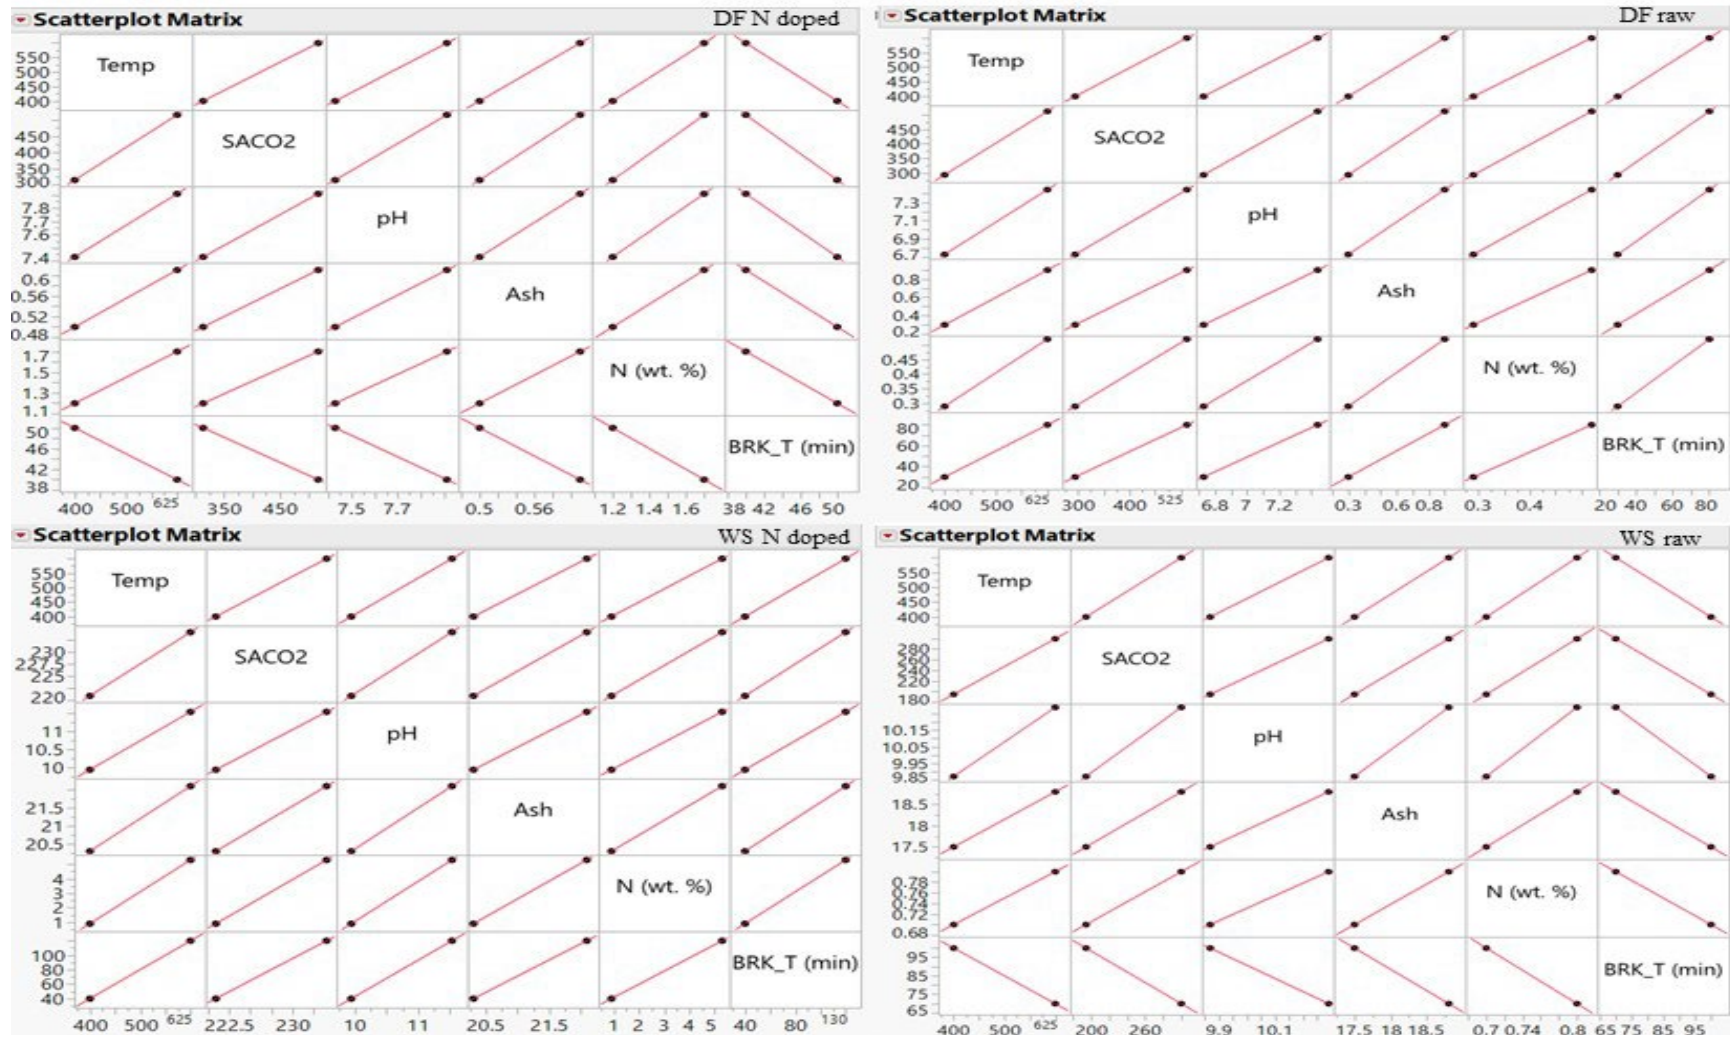 Scatterplot Matrix DF N doped
550
500
450
400
Temp
450
400
350
300
SACO2
7.8
7.7
7.6
7.4
pH
0.6
0.56
0.52
0.48
Ash
1.7
1.5
1.3
1.1
N (wt. %)
50
46
42
38
BRK_T (min)
400 500 625 350 450 7.5 7.7 0.5 0.56 1.2 1.4 1.6 38 42 46 50
Scatterplot Matrix DF raw
550
500
450
400
Temp
450
400
350
300
SACO2
7.3
7.1
6.9
6.7
pH
0.8
0.6
0.4
0.2
Ash
0.45
0.4
0.35
0.3
N (wt. %)
80
60
40
20
BRK_T (min)
400 500 625 300 400 525 6.8 7 7.2 0.3 0.6 0.8 0.3 0.4 20 40 60 80
Scatterplot Matrix WS N doped
550
500
450
400
Temp
230
227.5
225
220
SACO2
11
10.5
10
pH
21.5
21
20.5
Ash
4
3
2
1
N (wt. %)
100
80
60
40
BRK_T (min)
400 500 625 222.5 230 10 11 20.5 21.5 1 2 3 4 5 40 80 130
Scatterplot Matrix WS raw
550
500
450
400
Temp
280
260
240
220
180
SACO2
10.15
10.05
9.95
9.85
pH
18.5
18
17.5
Ash
0.78
0.76
0.74
0.72
0.68
N (wt. %)
95
85
75
65
BRK_T (min)
400 500 625 200 260 9.9 10.1 17.5 18 18.5 0.7 0.74 0.8 65 75 85 95